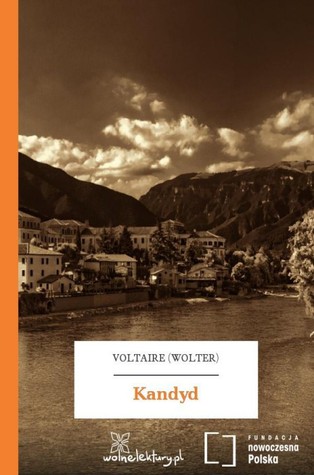 VOLTAIRE (WOLTER)
Kandyd
wolnelektury.pl
FUNDACJA
nowoczesna
Polska